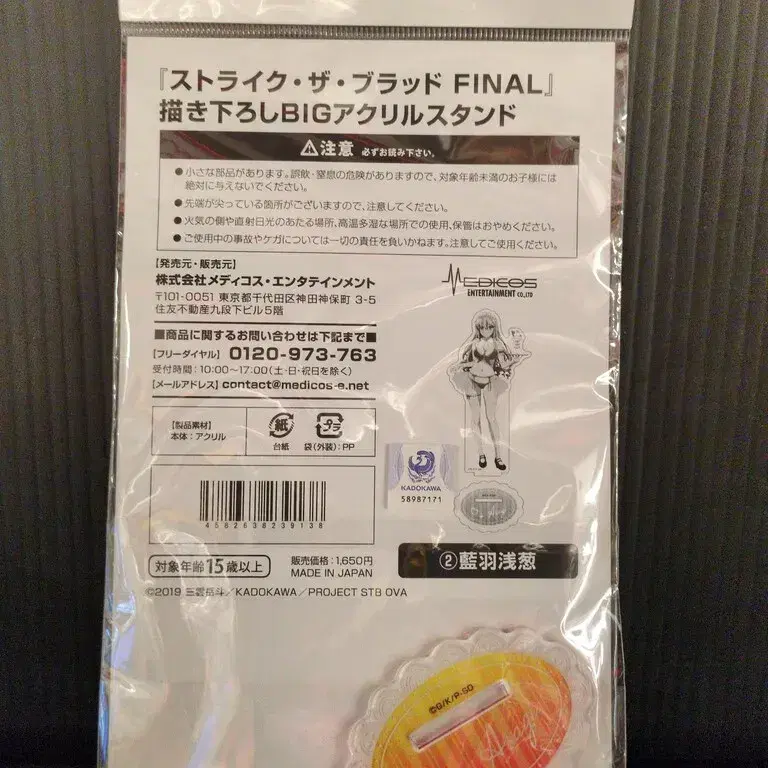 『ストライク・ザ・ブラッド FINAL』
描き下ろしBIGアクリルスタンド
⚠注意 必ずお読み下さい。
●小さな部品があります。誤飲・窒息の危険がありますので、対象年齢未満のお子様には
絶対に与えないでください。
●先端が尖っている箇所がございますので、注意してください。
●火気の側や直射日光のあたる場所、高温多湿な場所での使用、保管はおやめください。
●ご使用中の事故やケガについては一切の責任を負いかねます。注意してご使用ください。
【発売元・販売元】
株式会社メディコス・エンタテインメント
〒101-0051 東京都千代田区神田神保町 3-5
住友不動産九段下ビル5階
MEDICOS
ENTERTAINMENT CO.,LTD
■商品に関するお問い合わせは下記まで■
【フリーダイヤル】 0120-973-763
受付時間:10:00〜17:00(土・日・祝日を除く)
【メールアドレス】contact@medicos-e.net
【製品素材】
本体:アクリル
紙
台紙
プラ
袋(外装):PP
KADOKAWA
58987171
4582638239138
対象年齢15歳以上
販売価格:1,650円
MADE IN JAPAN
②藍羽浅葱
©2019 三雲岳斗/KADOKAWA/PROJECT STB OVA
©G/K/P-SO